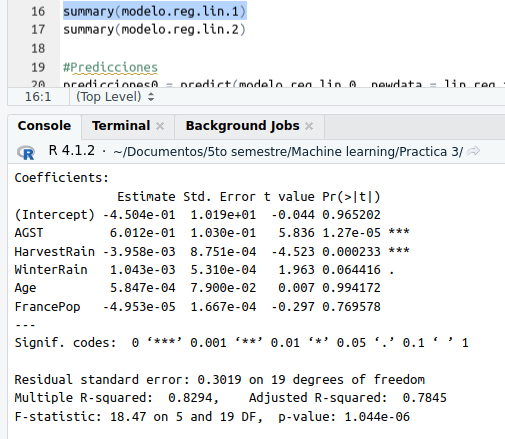 16 summary(modelo.reg.lin.1)
17 summary(modelo.reg.lin.2)
18
19 #Predicciones
20 predicciones0 = predict(modelo.reg.lin.0, newdata = lin.reg.
16:1 (Top Level)
Console Terminal × Background Jobs ×
R 4.1.2 · ~/Documentos/5to semestre/Machine learning/Practica 3/
Coefficients:
Estimate Std. Error t value Pr(>|t|)
(Intercept) -4.504e-01 1.019e+01 -0.044 0.965202
AGST 6.012e-01 1.030e-01 5.836 1.27e-05 ***
HarvestRain -3.958e-03 8.751e-04 -4.523 0.000233 ***
WinterRain 1.043e-03 5.310e-04 1.963 0.064416 .
Age 5.847e-04 7.900e-02 0.007 0.994172
FrancePop -4.953e-05 1.667e-04 -0.297 0.769578
---
Signif. codes: 0 ‘***’ 0.001 ‘**’ 0.01 ‘*’ 0.05 ‘.’ 0.1 ‘ ’ 1
Residual standard error: 0.3019 on 19 degrees of freedom
Multiple R-squared: 0.8294, Adjusted R-squared: 0.7845
F-statistic: 18.47 on 5 and 19 DF, p-value: 1.044e-06